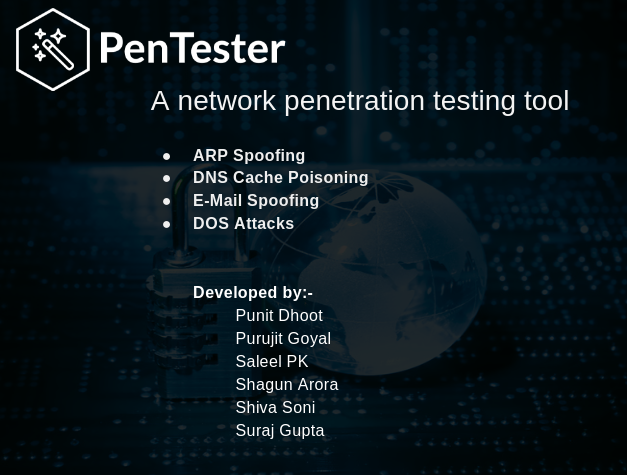 PenTester
A network penetration testing tool
● ARP Spoofing
● DNS Cache Poisoning
● E-Mail Spoofing
● DOS Attacks
Developed by:-
Punit Dhoot
Purujit Goyal
Saleel PK
Shagun Arora
Shiva Soni
Suraj Gupta